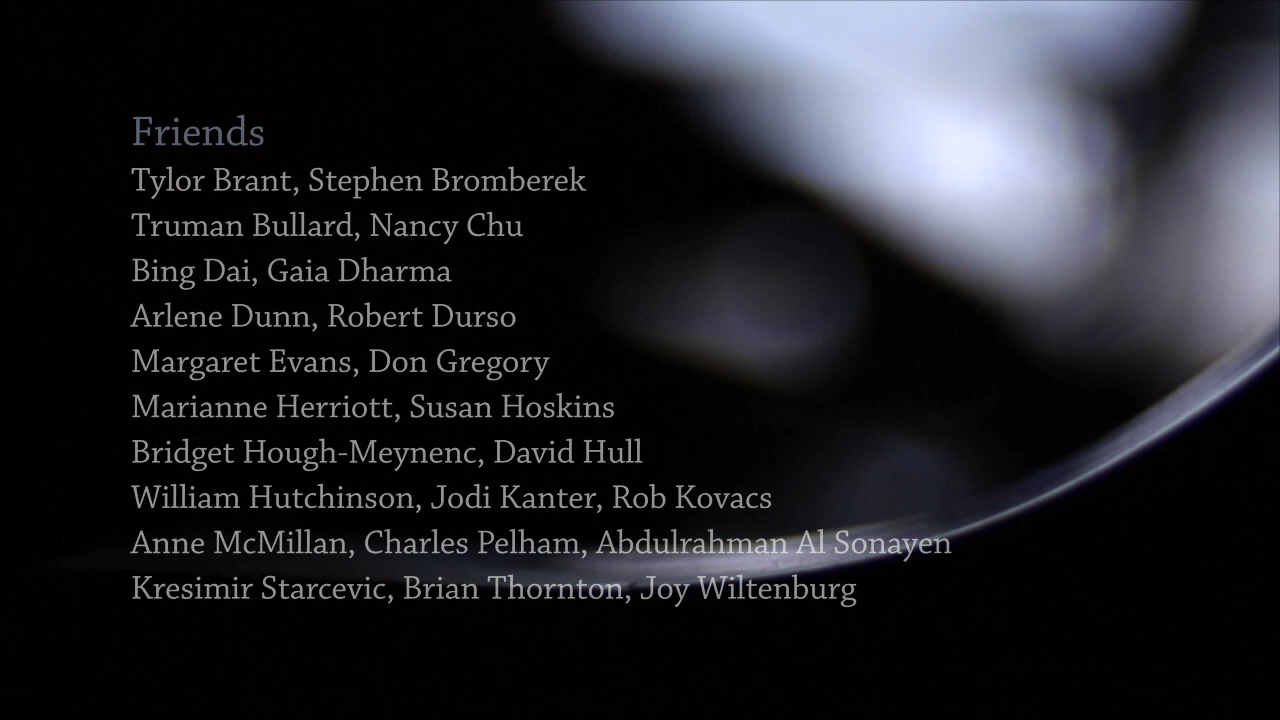 Friends
Tylor Brant, Stephen Bromberek
Truman Bullard, Nancy Chu
Bing Dai, Gaia Dharma
Arlene Dunn, Robert Durso
Margaret Evans, Don Gregory
Marianne Herriott, Susan Hoskins
Bridget Hough-Meynenc, David Hull
William Hutchinson, Jodi Kanter, Rob Kovacs
Anne McMillan, Charles Pelham, Abdulrahman Al Sonayen
Kresimir Starcevic, Brian Thornton, Joy Wiltenburg